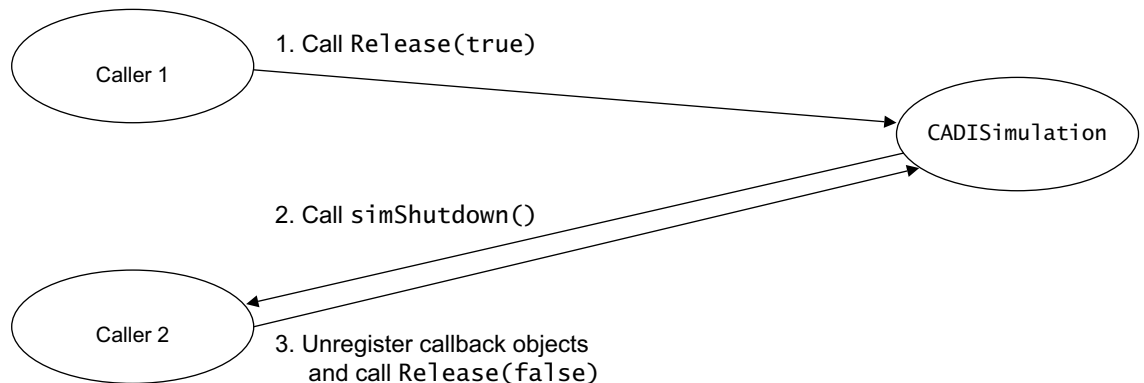 1. Call Release(true)
Caller 1
CADISimulation
2. Call simShutdown()
Caller 2
3. Unregister callback objects
and call Release(false)